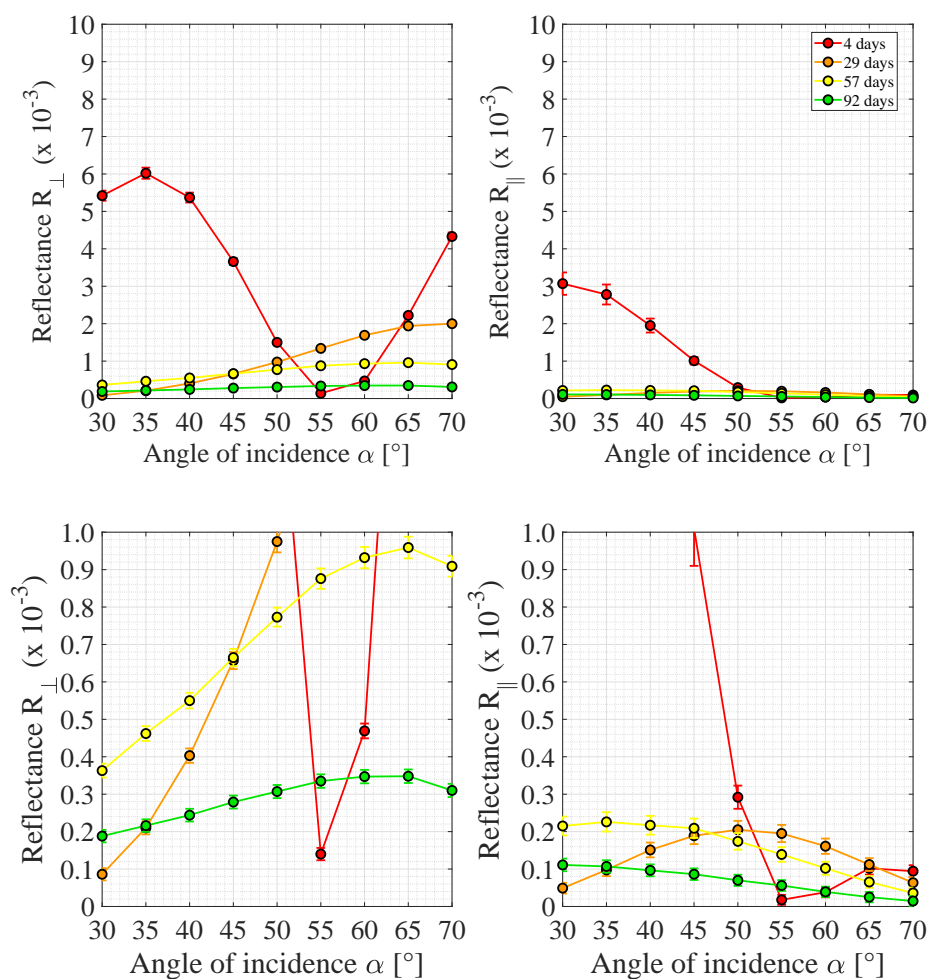 10
9
8
7
6
5
4
3
2
1
0
Reflectance R⊥ (x 10⁻³)
30 35 40 45 50 55 60 65 70
Angle of incidence α [°]
10
9
8
7
6
5
4
3
2
1
0
Reflectance R∥ (x 10⁻³)
4 days
29 days
57 days
92 days
30 35 40 45 50 55 60 65 70
Angle of incidence α [°]
1.0
0.9
0.8
0.7
0.6
0.5
0.4
0.3
0.2
0.1
0
Reflectance R⊥ (x 10⁻³)
30 35 40 45 50 55 60 65 70
Angle of incidence α [°]
1.0
0.9
0.8
0.7
0.6
0.5
0.4
0.3
0.2
0.1
0
Reflectance R∥ (x 10⁻³)
30 35 40 45 50 55 60 65 70
Angle of incidence α [°]